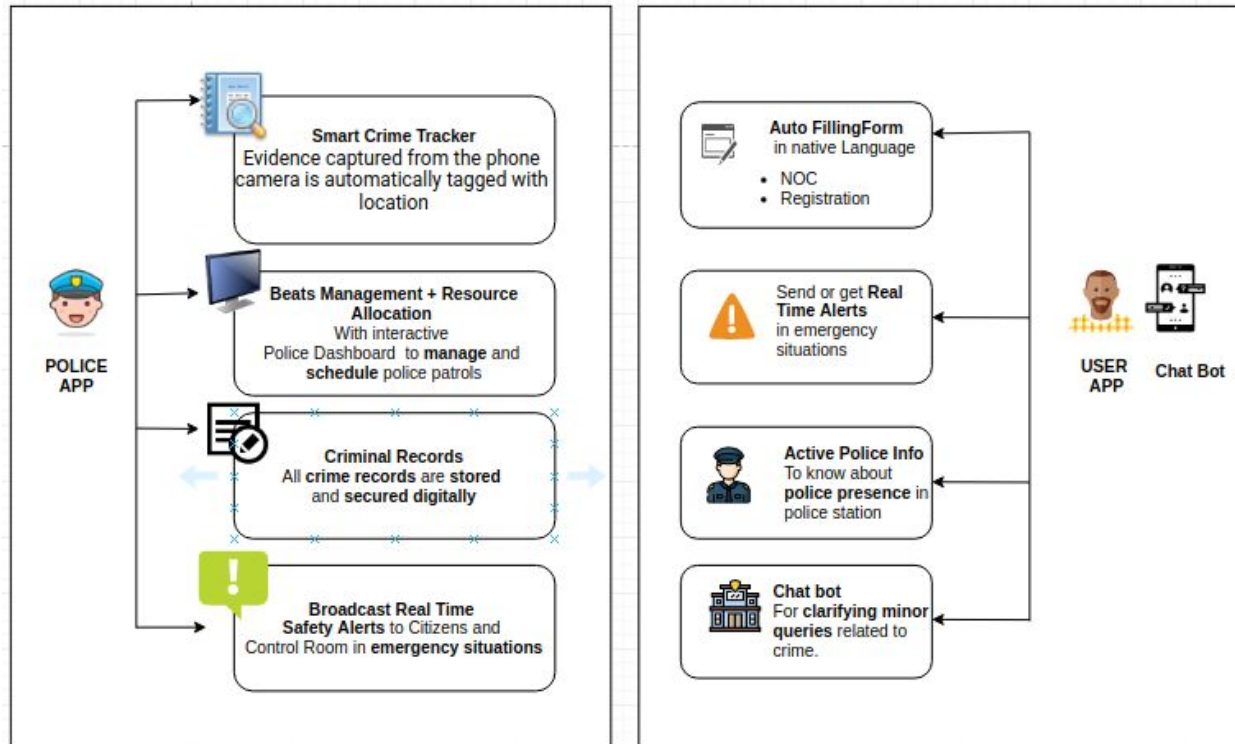 POLICE
APP
Smart Crime Tracker
Evidence captured from the phone
camera is automatically tagged with
location
Beats Management + Resource
Allocation
With interactive
Police Dashboard to manage and
schedule police patrols
Criminal Records
All crime records are stored
and secured digitally
Broadcast Real Time
Safety Alerts to Citizens and
Control Room in emergency situations
Auto FillingForm
in native Language
• NOC
• Registration
Send or get Real
Time Alerts
in emergency
situations
Active Police Info
To know about
police presence in
police station
Chat bot
For clarifying minor
queries related to
crime.
USER
APP
Chat Bot